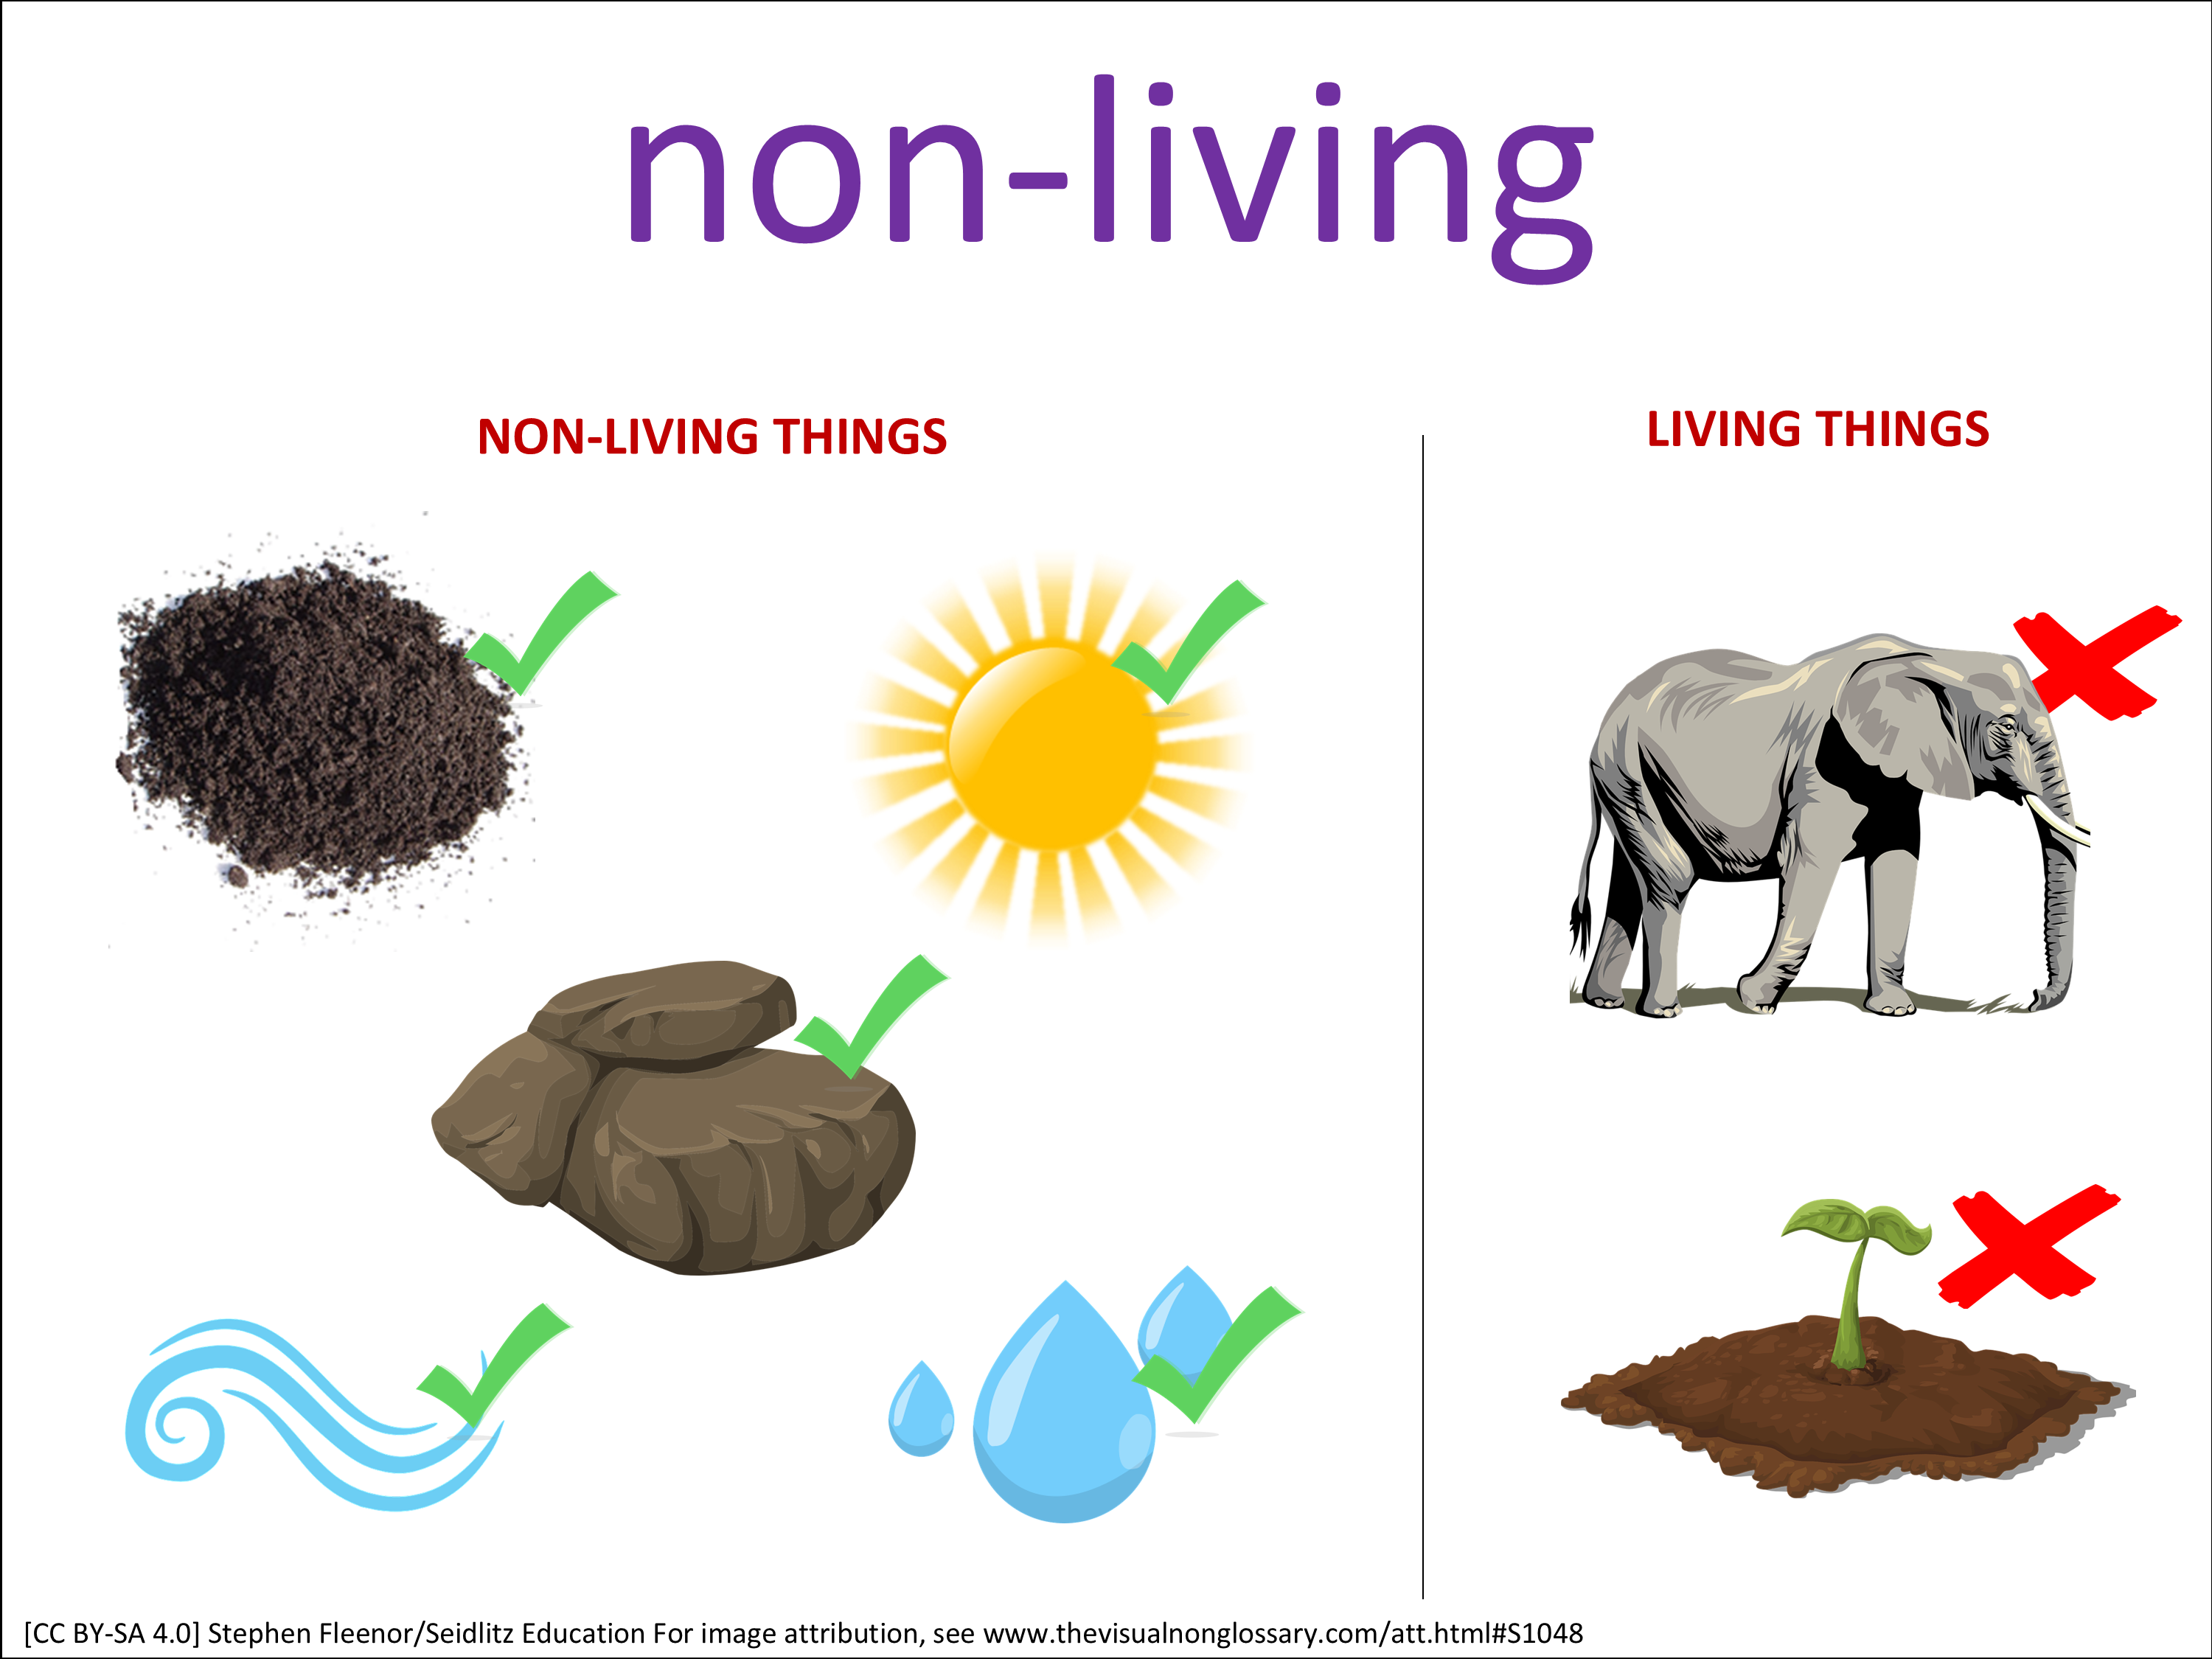 non-living
NON-LIVING THINGS
LIVING THINGS
[CC BY-SA 4.0] Stephen Fleenor/Seidlitz Education For image attribution, see www.thevisualnonglossary.com/att.html#S1048